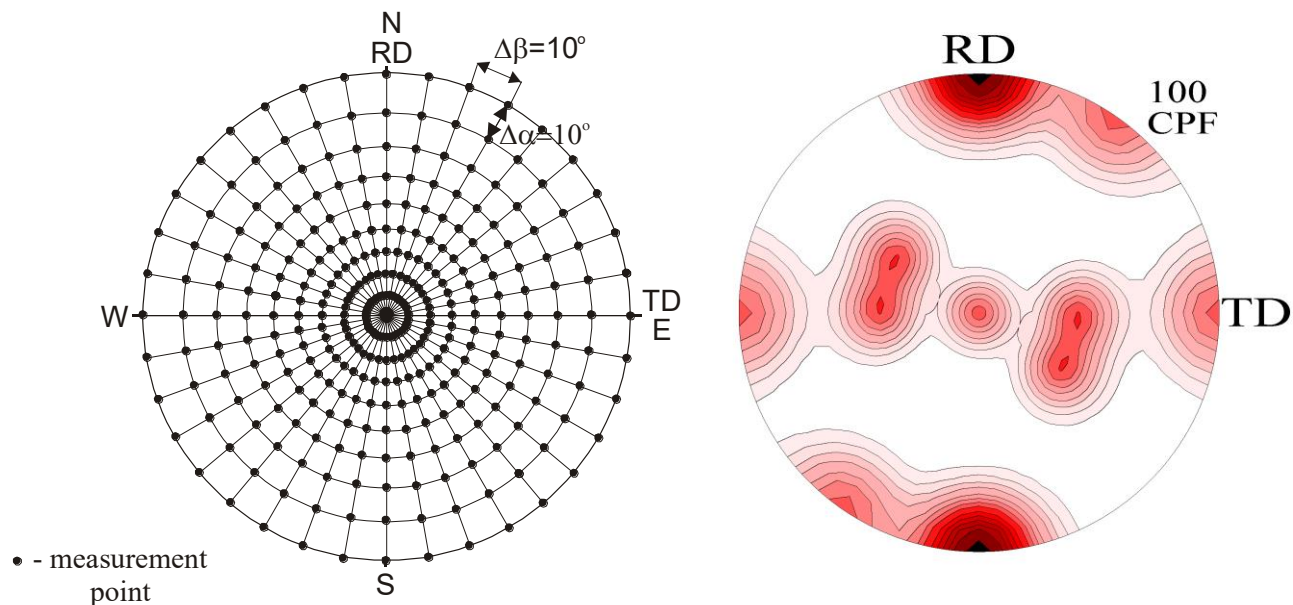 N
RD
Δβ=10°
Δα=10°
W
TD
E
S
• - measurement
point
RD
100
CPF
TD